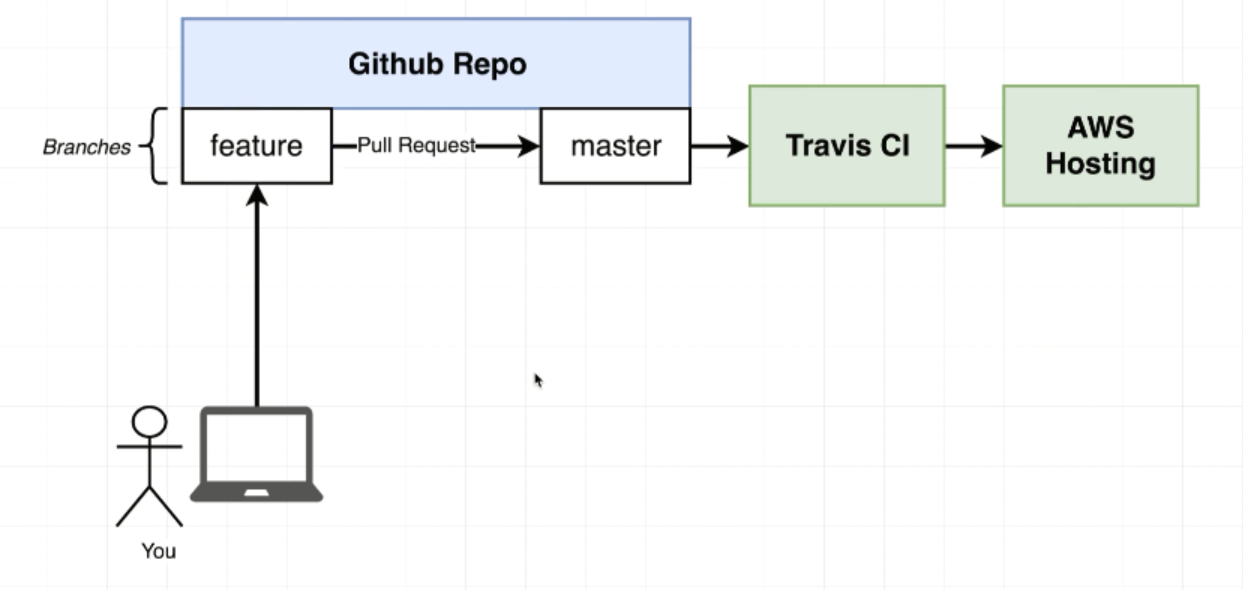 Github Repo
Branches
feature
Pull Request
master
Travis CI
AWS
Hosting
You